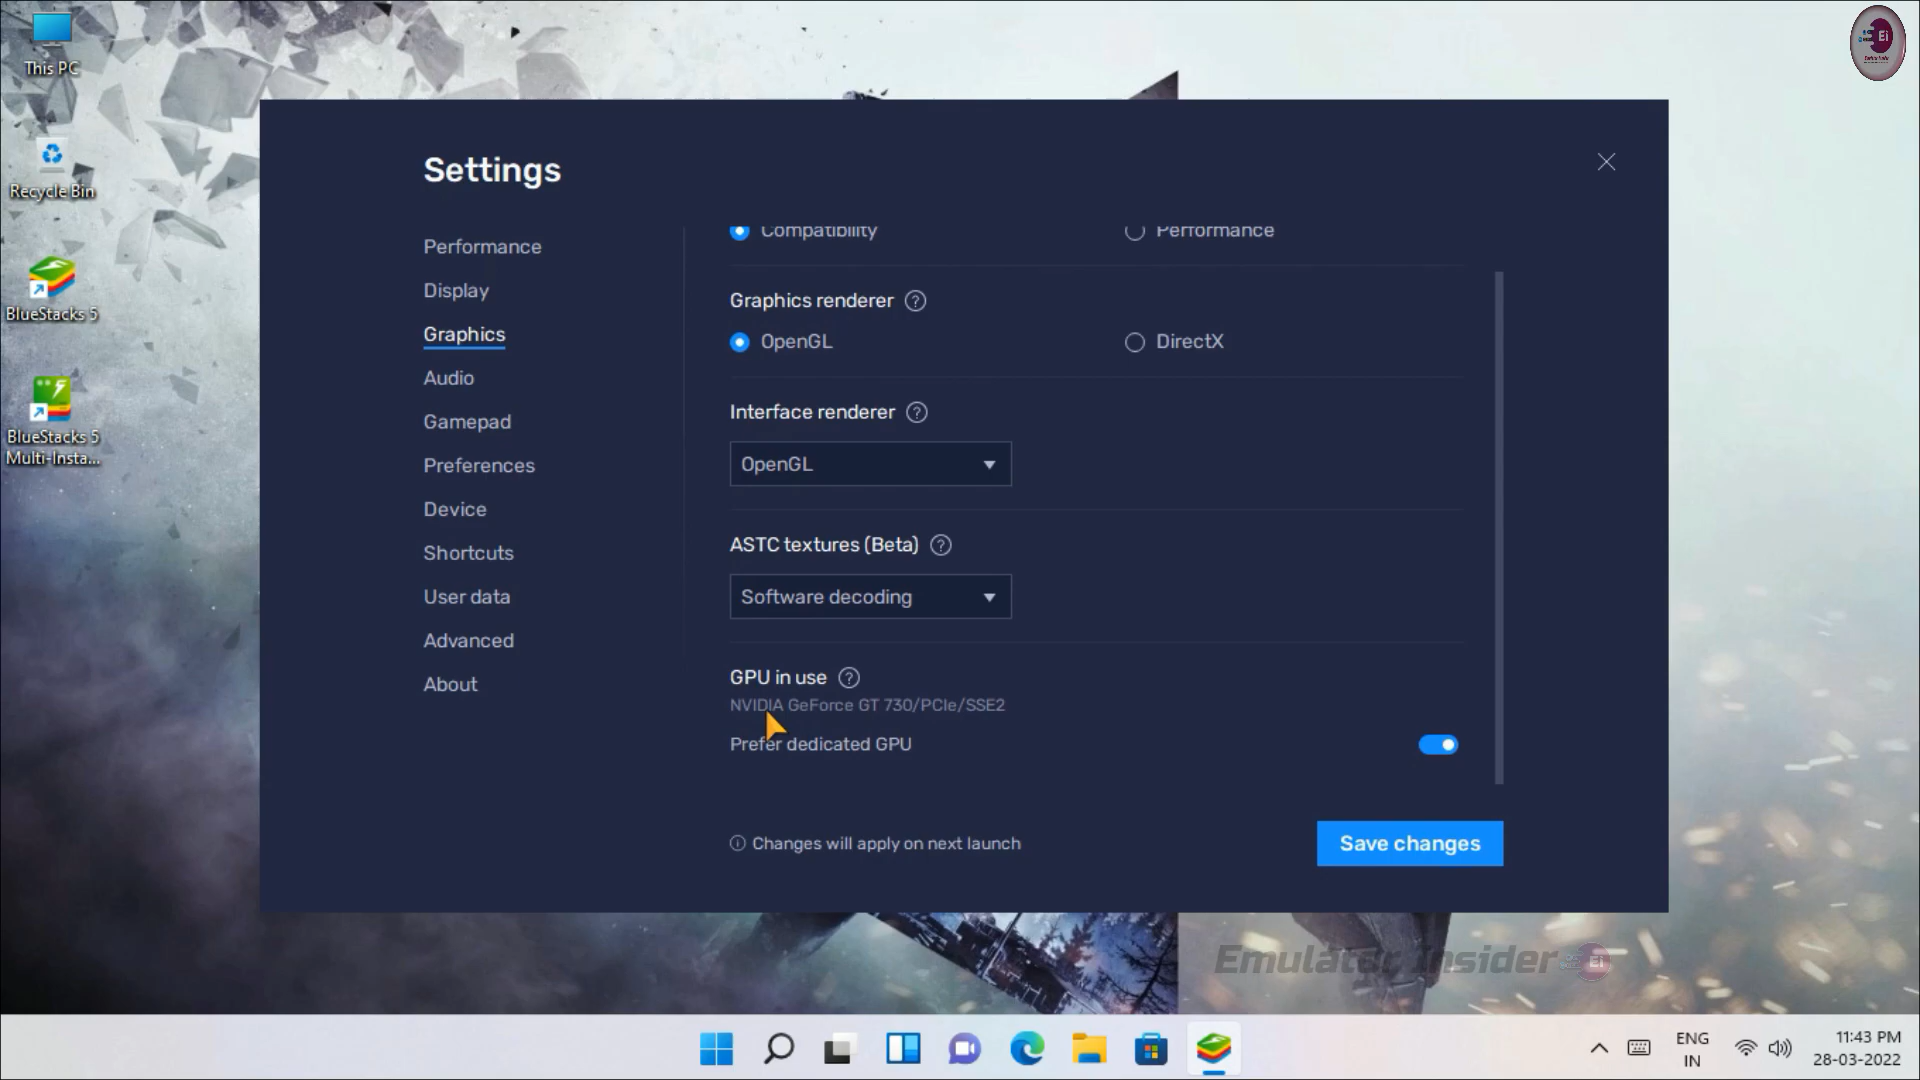 This PC
Recycle Bin
BlueStacks 5
BlueStacks 5
Multi-Insta...
Settings
Performance
Display
Graphics
Audio
Gamepad
Preferences
Device
Shortcuts
User data
Advanced
About
Compatibility
Performance
Graphics renderer ?
OpenGL
DirectX
Interface renderer ?
OpenGL
ASTC textures (Beta) ?
Software decoding
GPU in use ?
NVIDIA GeForce GT 730/PCIe/SSE2
Prefer dedicated GPU
Changes will apply on next launch
Save changes
Emulator Insider
Ei
Ei
ENG
IN
11:43 PM
28-03-2022